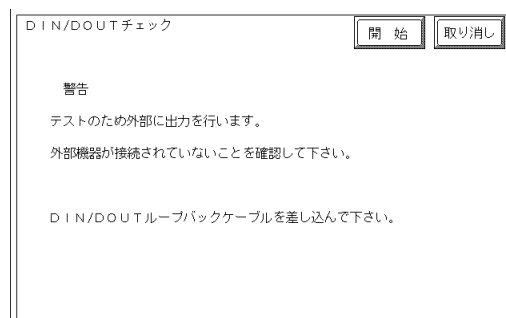 ＤＩＮ/ＤＯＵＴチェック
開　始
取り消し
警告
テストのため外部に出力を行います。
外部機器が接続されていないことを確認して下さい。
ＤＩＮ/ＤＯＵＴループバックケーブルを差し込んで下さい。